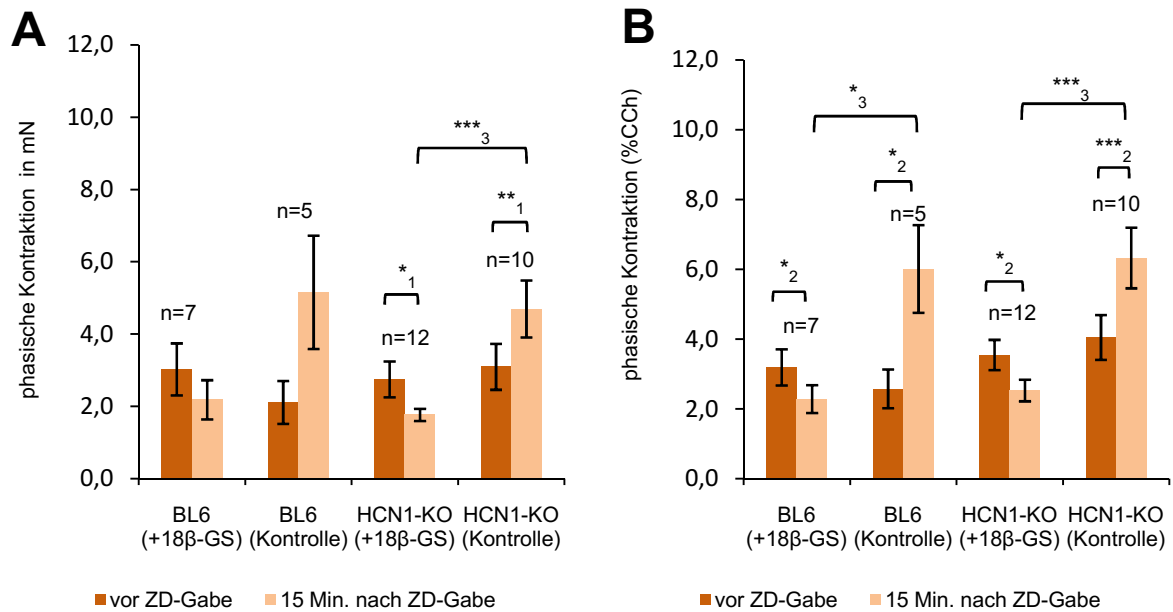 A
phasische Kontraktion in mN
12,0
10,0
8,0
6,0
4,0
2,0
0,0
n=7
n=5
*1
n=12
**1
n=10
***3
BL6
(+18β-GS)
BL6
(Kontrolle)
HCN1-KO
(+18β-GS)
HCN1-KO
(Kontrolle)
vor ZD-Gabe
15 Min. nach ZD-Gabe
B
phasische Kontraktion (%CCh)
12,0
10,0
8,0
6,0
4,0
2,0
0,0
*2
n=7
*3
*2
n=5
*2
n=12
***3
***2
n=10
BL6
(+18β-GS)
BL6
(Kontrolle)
HCN1-KO
(+18β-GS)
HCN1-KO
(Kontrolle)
vor ZD-Gabe
15 Min. nach ZD-Gabe